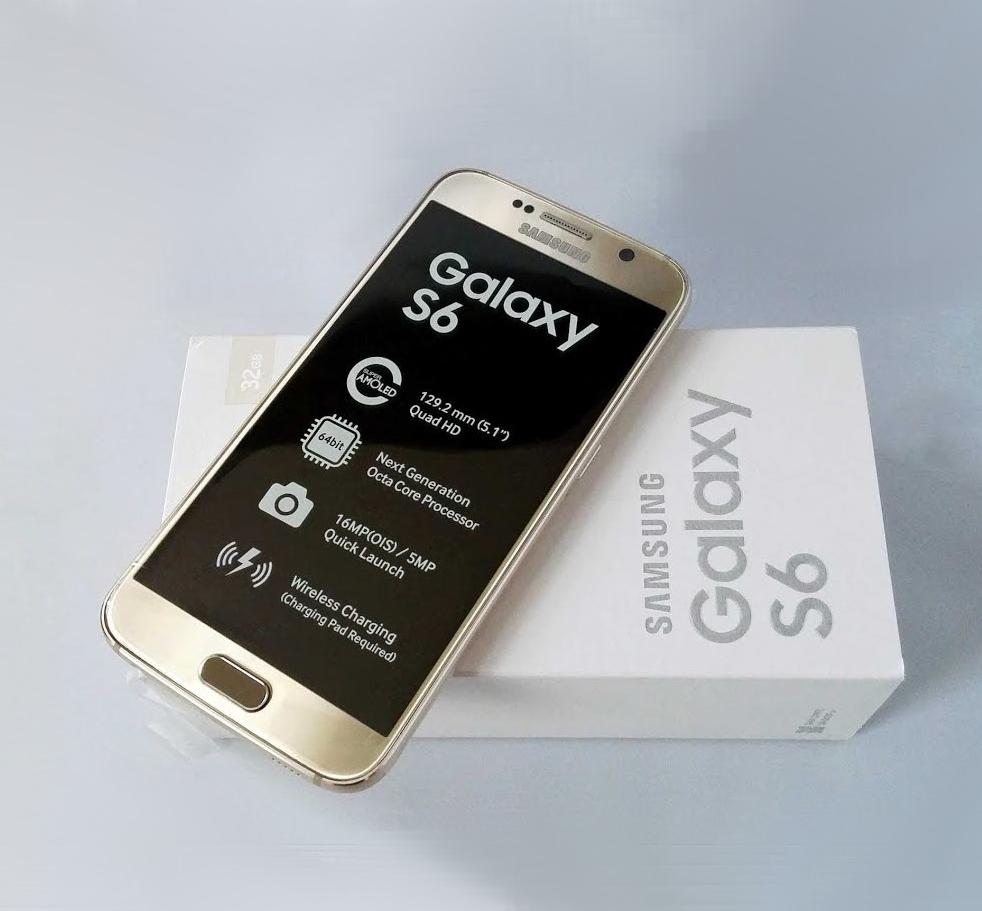 SAMSUNG
Galaxy
S6
SUPER
AMOLED
129.2 mm (5.1")
Quad HD
64bit
Next Generation
Octa Core Processor
16MP(OIS) / 5MP
Quick Launch
Wireless Charging
(Charging Pad Required)
32GB
SAMSUNG
Galaxy
S6